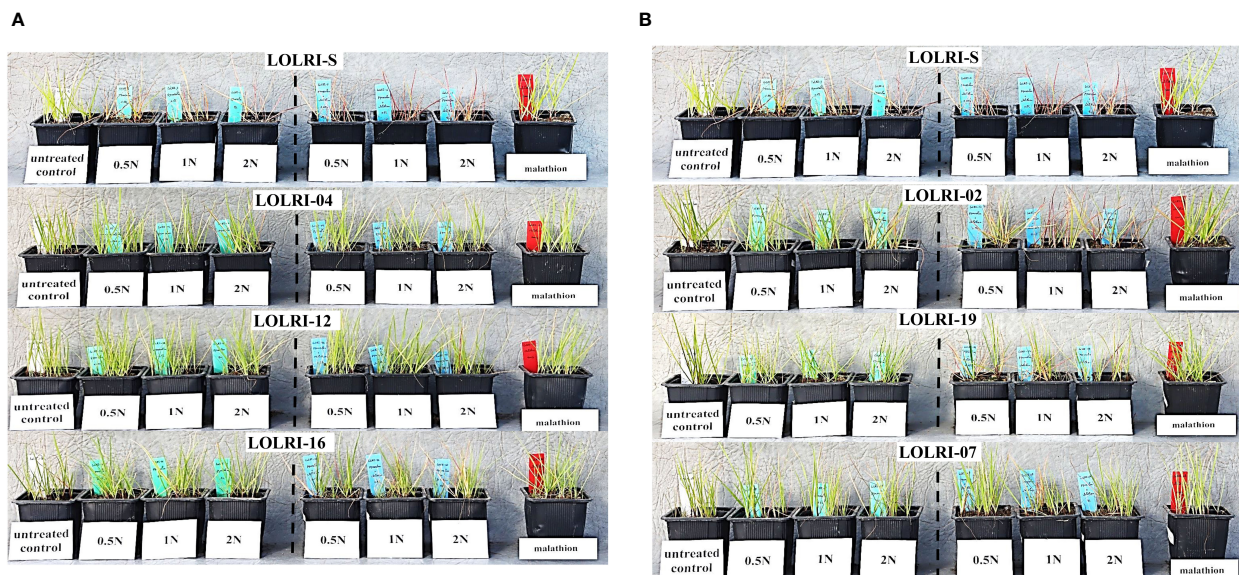 A
LOLRI-S
untreated
control
0.5N
1N
2N
0.5N
1N
2N
malathion
LOLRI-04
untreated
control
0.5N
1N
2N
0.5N
1N
2N
malathion
LOLRI-12
untreated
control
0.5N
1N
2N
0.5N
1N
2N
malathion
LOLRI-16
untreated
control
0.5N
1N
2N
0.5N
1N
2N
malathion
B
LOLRI-S
untreated
control
0.5N
1N
2N
0.5N
1N
2N
malathion
LOLRI-02
untreated
control
0.5N
1N
2N
0.5N
1N
2N
malathion
LOLRI-19
untreated
control
0.5N
1N
2N
0.5N
1N
2N
malathion
LOLRI-07
untreated
control
0.5N
1N
2N
0.5N
1N
2N
malathion